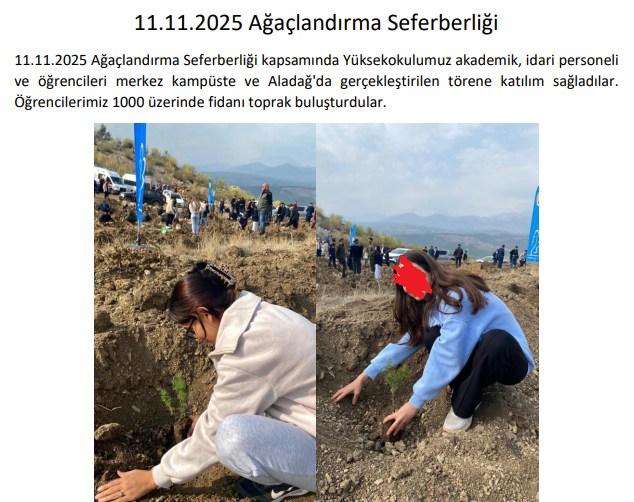 11.11.2025 Ağaçlandırma Seferberliği
11.11.2025 Ağaçlandırma Seferberliği kapsamında Yüksekokulumuz akademik, idari personeli
ve öğrencileri merkez kampüste ve Aladağ'da gerçekleştirilen törene katılım sağladılar.
Öğrencilerimiz 1000 üzerinde fidanı toprak buluşturdular.